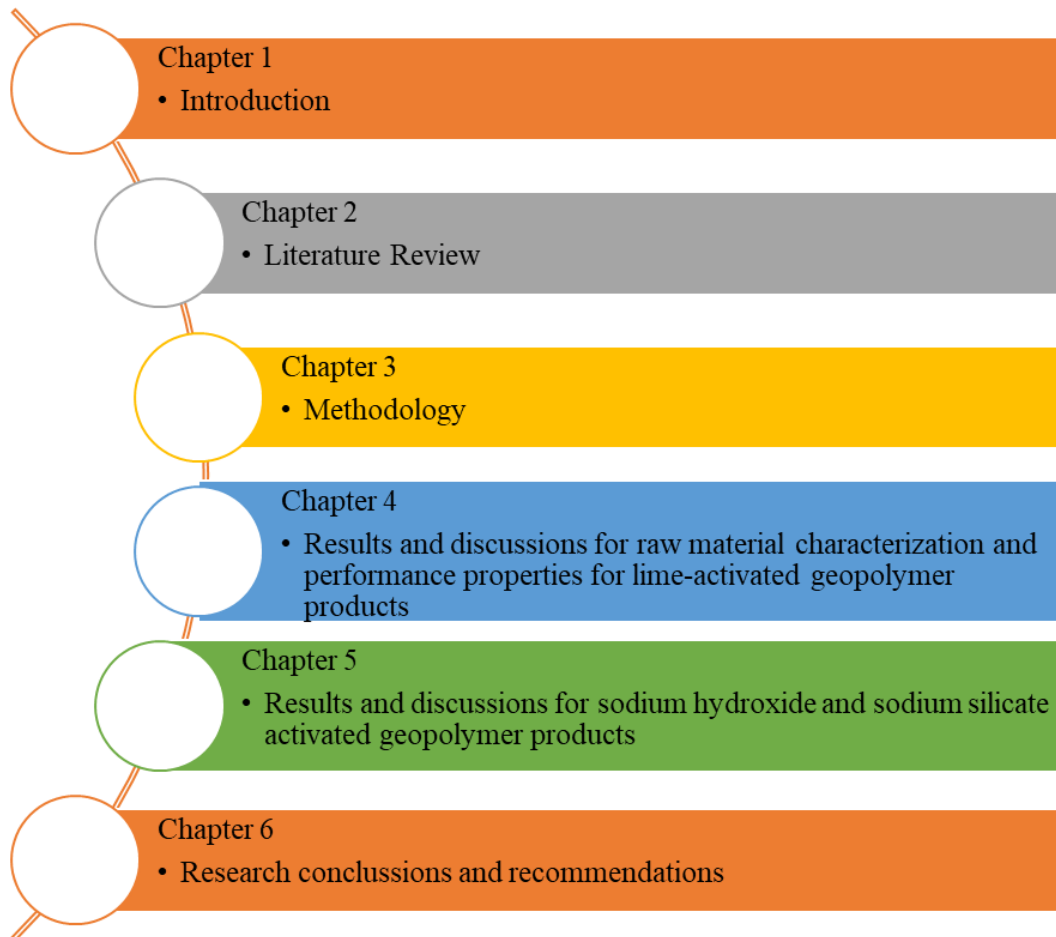 Chapter 1
• Introduction
Chapter 2
• Literature Review
Chapter 3
• Methodology
Chapter 4
• Results and discussions for raw material characterization and
performance properties for lime-activated geopolymer
products
Chapter 5
• Results and discussions for sodium hydroxide and sodium silicate
activated geopolymer products
Chapter 6
• Research conclussions and recommendations